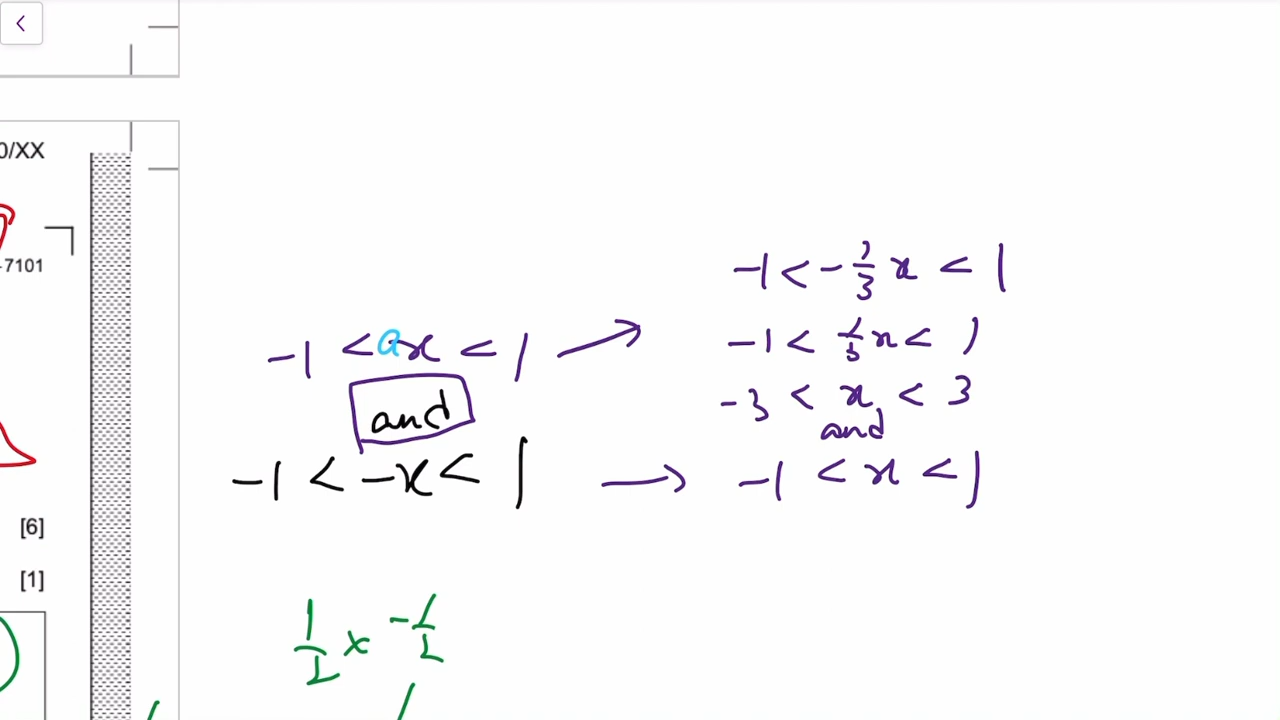 0/XX
-7101
-1 < -1/3 x < 1
-1 < ax < 1 →
-1 < 1/3 x < 1
-3 < x < 3
and
and
-1 < -x < 1 → -1 < x < 1
[6]
[1]
1/2 × -1/2